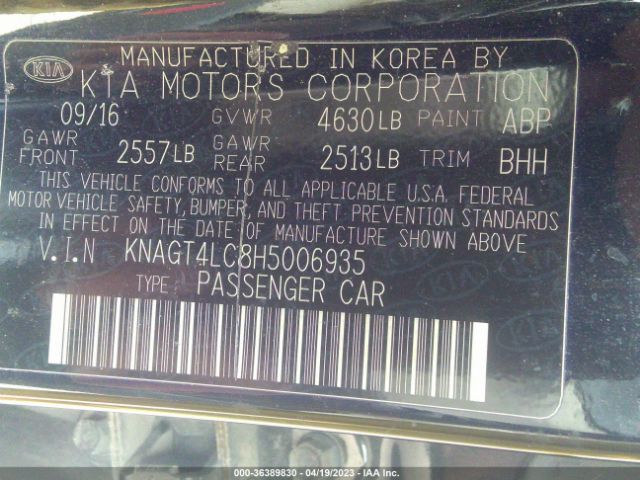 KIA
MANUFACTURED IN KOREA BY
KIA MOTORS CORPORATION
09/16 GVWR 4630LB PAINT ABP
GAWR FRONT 2557LB GAWR REAR 2513LB TRIM BHH
THIS VEHICLE CONFORMS TO ALL APPLICABLE U.S.A. FEDERAL
MOTOR VEHICLE SAFETY, BUMPER, AND THEFT PREVENTION STANDARDS
IN EFFECT ON THE DATE OF MANUFACTURE SHOWN ABOVE
V.I.N KNAGT4LC8H5006935
TYPE : PASSENGER CAR
000-36389830 - 04/19/2023 - IAA Inc.